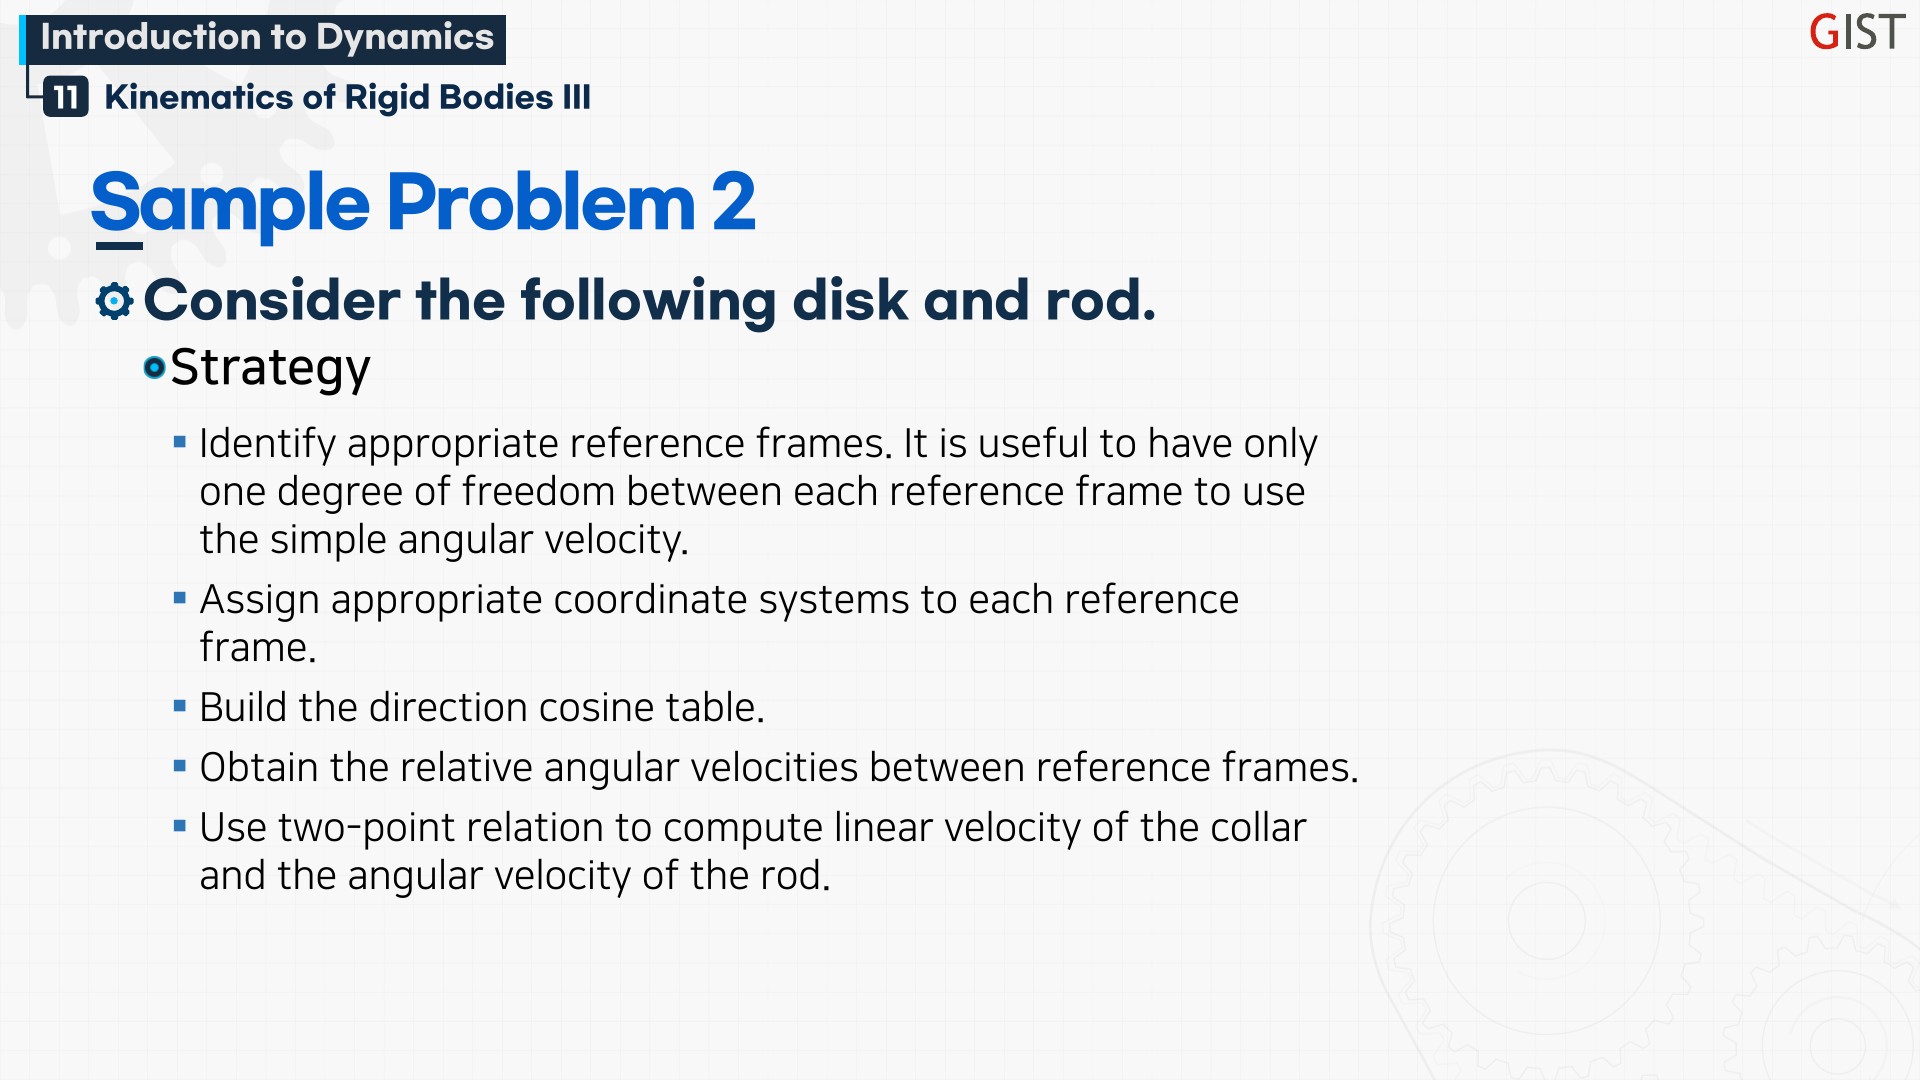 Introduction to Dynamics
GIST
11 Kinematics of Rigid Bodies III
Sample Problem 2
Consider the following disk and rod.
Strategy
Identify appropriate reference frames. It is useful to have only
one degree of freedom between each reference frame to use
the simple angular velocity.
Assign appropriate coordinate systems to each reference
frame.
Build the direction cosine table.
Obtain the relative angular velocities between reference frames.
Use two-point relation to compute linear velocity of the collar
and the angular velocity of the rod.